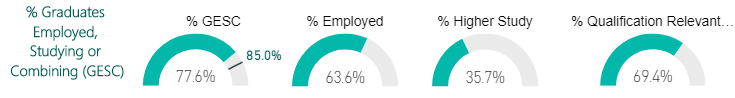 % Graduates
Employed,
Studying or
Combining (GESC)
% GESC
85.0%
77.6%
% Employed
63.6%
% Higher Study
35.7%
% Qualification Relevant…
69.4%